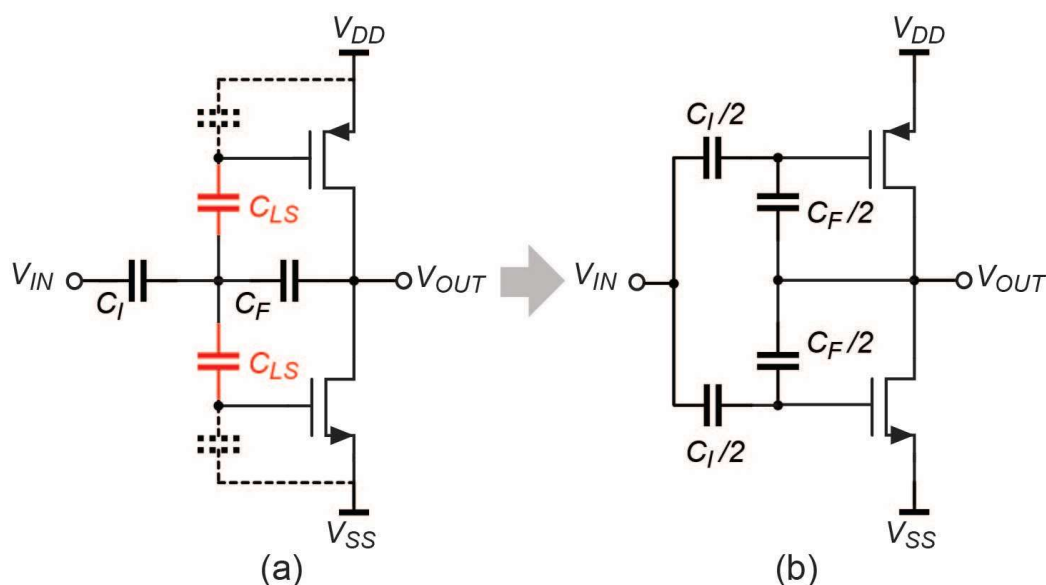 V_DD
C_LS
V_IN
C_I
C_F
V_OUT
C_LS
V_SS
(a)
V_DD
C_I/2
C_F/2
V_IN
V_OUT
C_F/2
C_I/2
V_SS
(b)